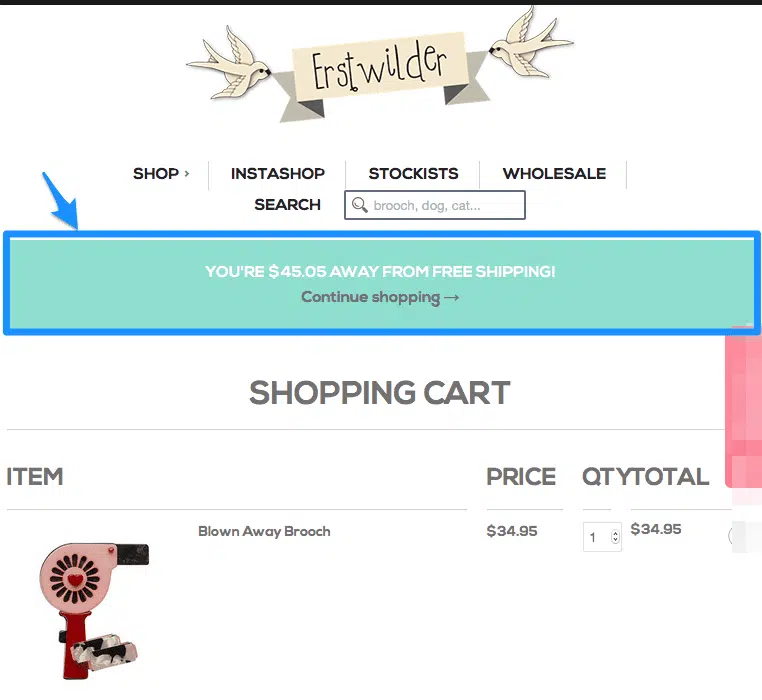 Erstwilder
SHOP > INSTASHOP STOCKISTS WHOLESALE
SEARCH brooch, dog, cat...
YOU'RE $45.05 AWAY FROM FREE SHIPPING!
Continue shopping →
SHOPPING CART
ITEM PRICE QTY TOTAL
Blown Away Brooch $34.95 1 $34.95